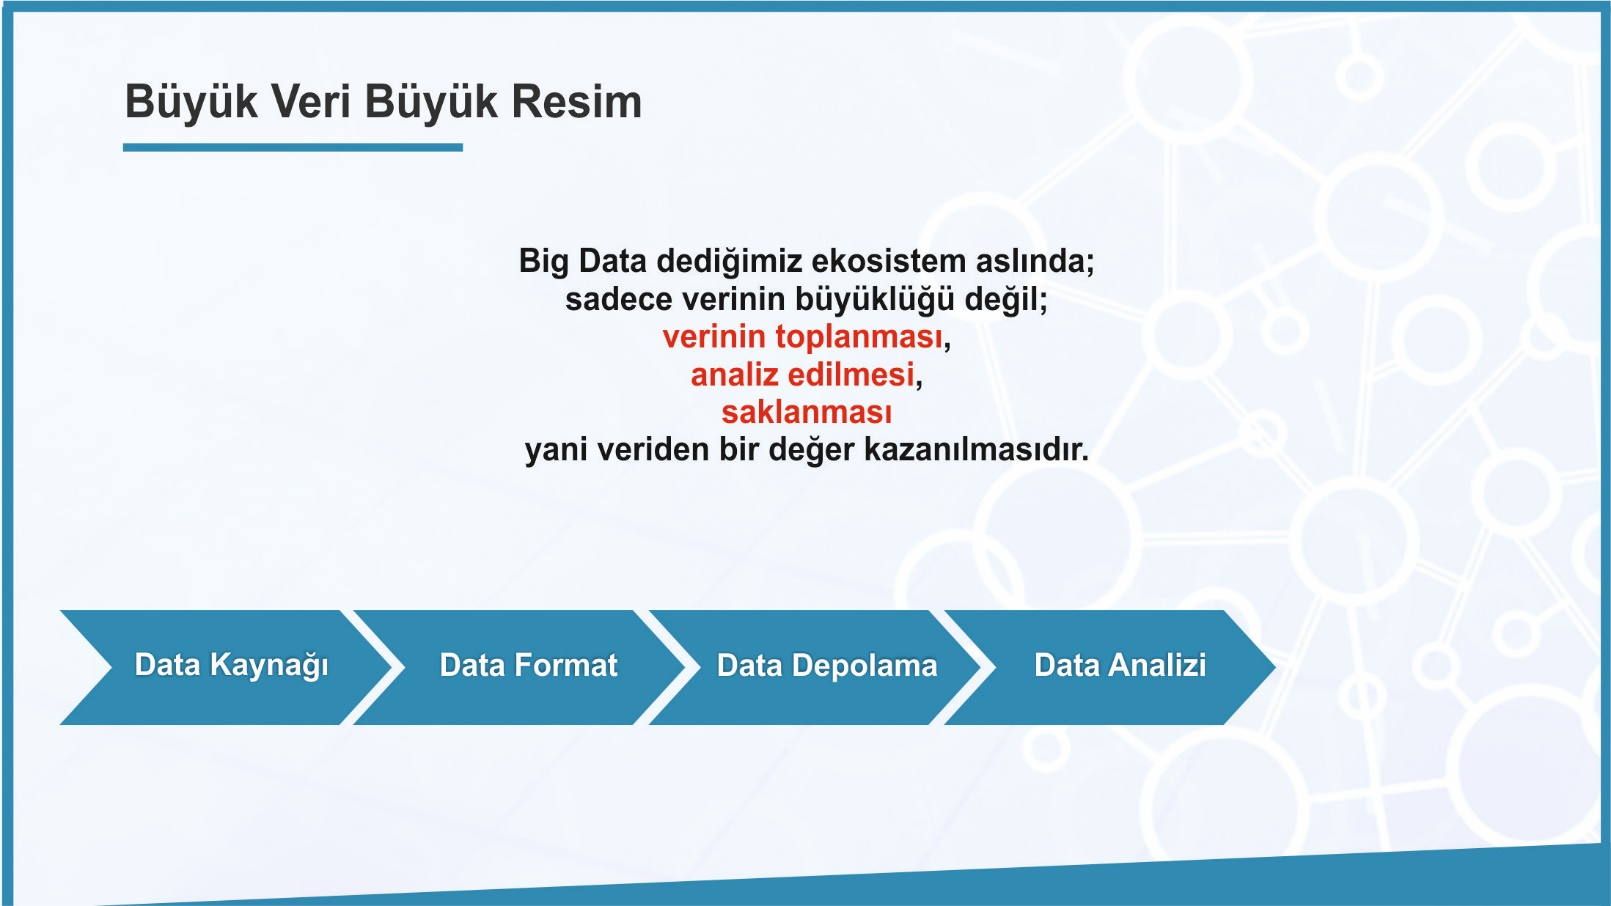 Büyük Veri Büyük Resim
Big Data dediğimiz ekosistem aslında;
sadece verinin büyüklüğü değil;
verinin toplanması,
analiz edilmesi,
saklanması
yani veriden bir değer kazanılmasıdır.
Data Kaynağı
Data Format
Data Depolama
Data Analizi